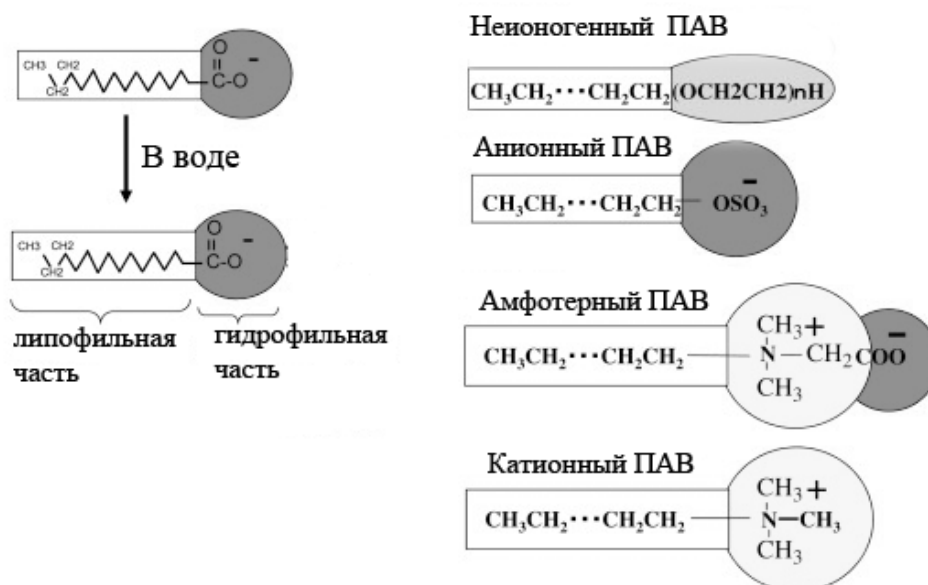 CH3 CH2
CH2
O
C-O
-
В воде
CH3 CH2
CH2
O
C-O
-
липофильная часть
гидрофильная часть
Неионогенный ПАВ
CH₃CH₂···CH₂CH₂(OCH2CH2)nH
Анионный ПАВ
CH₃CH₂···CH₂CH₂ OSO₃
-
Амфотерный ПАВ
CH₃+
CH₃CH₂···CH₂CH₂ N CH₂COO
-
CH₃
Катионный ПАВ
CH₃+
CH₃CH₂···CH₂CH₂ N-CH₃
CH₃